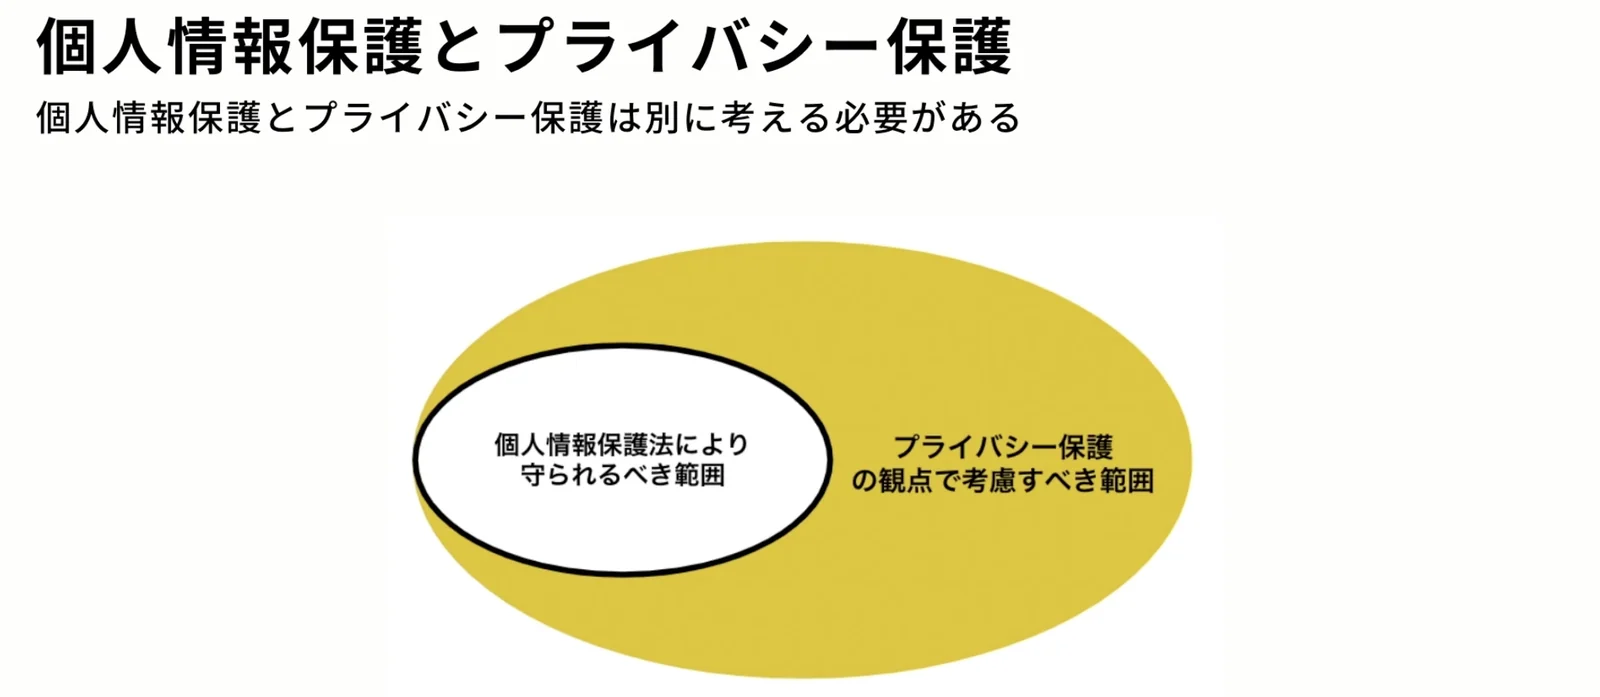 個人情報保護とプライバシー保護
個人情報保護とプライバシー保護は別に考える必要がある
個人情報保護法により
守られるべき範囲
プライバシー保護
の観点で考慮すべき範囲